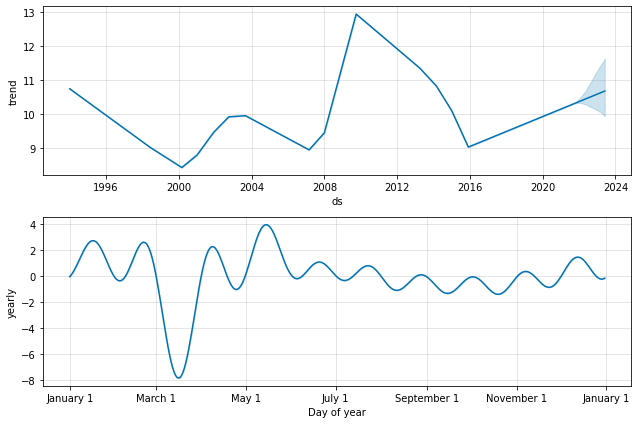 13
12
11
10
9
trend
1996 2000 2004 2008 2012 2016 2020 2024
ds
4
2
0
−2
−4
−6
−8
yearly
January 1 March 1 May 1 July 1 September 1 November 1 January 1
Day of year